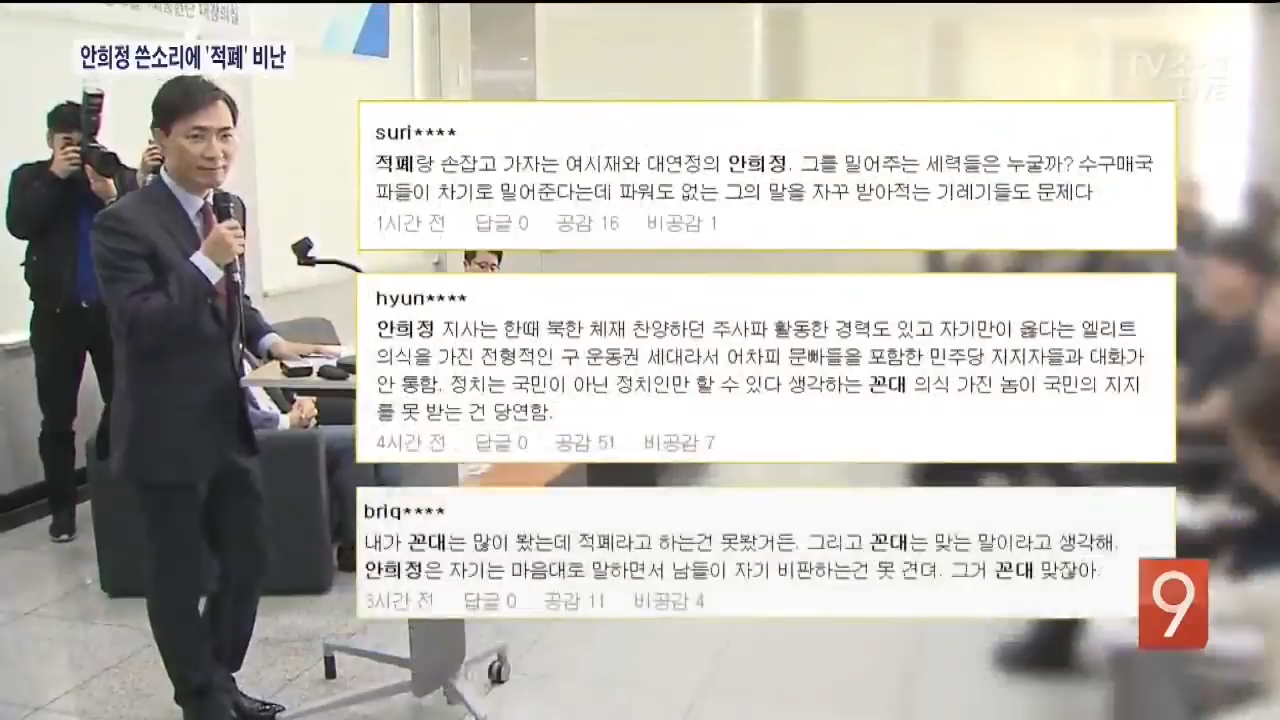 안희정 쓴소리에 '적폐' 비난
TV조선
LIVE
suri****
적폐랑 손잡고 가자는 여시재와 대연정의 안희정. 그를 밀어주는 세력들은 누굴까? 수구매국
파들이 차기로 밀어준다는데 파워도 없는 그의 말을 자꾸 받아적는 기레기들도 문제다
1시간 전 답글 0 공감 16 비공감 1
hyun****
안희정 지사는 한때 북한 체재 찬양하던 주사파 활동한 경력도 있고 자기만이 옳다는 엘리트
의식을 가진 전형적인 구 운동권 세대라서 어차피 문빠들을 포함한 민주당 지지자들과 대화가
안 통함. 정치는 국민이 아닌 정치인만 할 수 있다 생각하는 꼰대 의식 가진 놈이 국민의 지지
를 못 받는 건 당연함.
4시간 전 답글 0 공감 51 비공감 7
briq****
내가 꼰대는 많이 봤는데 적폐라고 하는건 못봤거든. 그리고 꼰대는 맞는 말이라고 생각해.
안희정은 자기는 마음대로 말하면서 남들이 자기 비판하는건 못 견뎌. 그거 꼰대 맞잖아.
3시간 전 답글 0 공감 11 비공감 4
9